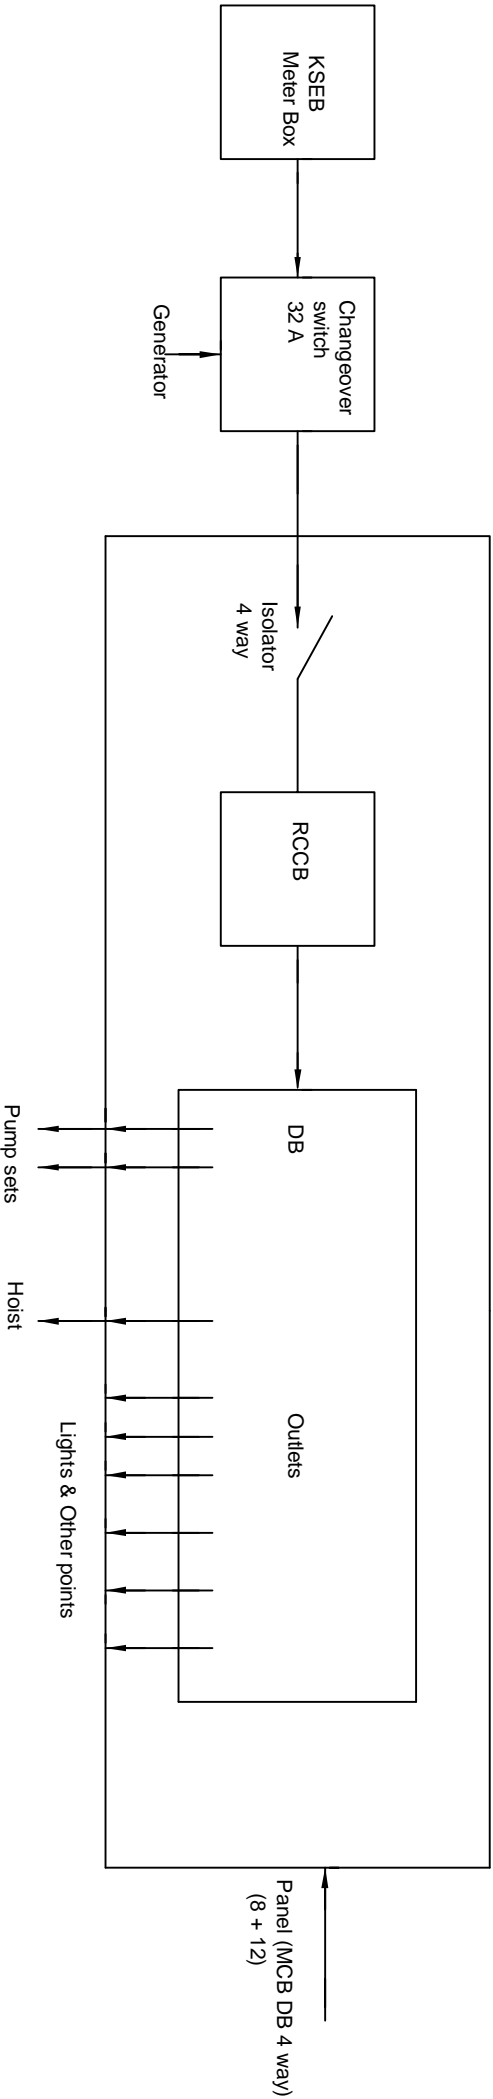 KSEB
Meter Box
Changeover
switch
32 A
Generator
Isolator
4 way
RCCB
DB
Outlets
Pump sets
Hoist
Lights & Other points
Panel (MCB DB 4 way)
(8 + 12)